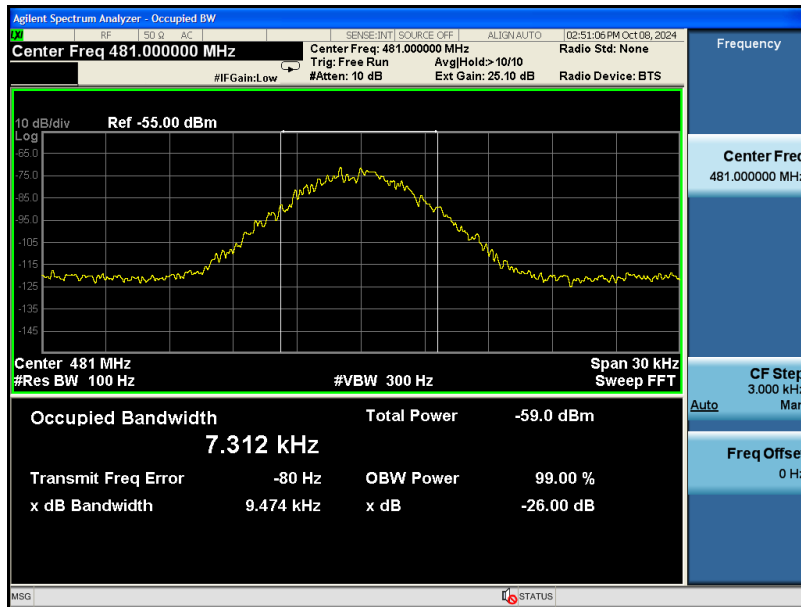 Agilent Spectrum Analyzer - Occupied BW
LXI RF 50 Ω AC SENSE:INT SOURCE OFF ALIGN AUTO 02:51:06 PM Oct 08, 2024
Center Freq 481.000000 MHz
Center Freq: 481.000000 MHz Radio Std: None
Trig: Free Run Avg|Hold:> 10/10
#IFGain:Low #Atten: 10 dB Ext Gain: 25.10 dB Radio Device: BTS
10 dB/div Ref -55.00 dBm
Log
-65.0
-75.0
-85.0
-95.0
-105
-115
-125
-135
-145
Center 481 MHz Span 30 kHz
#Res BW 100 Hz #VBW 300 Hz Sweep FFT
Occupied Bandwidth Total Power -59.0 dBm
7.312 kHz
Transmit Freq Error -80 Hz OBW Power 99.00 %
x dB Bandwidth 9.474 kHz x dB -26.00 dB
MSG STATUS
Frequency
Center Freq
481.000000 MHz
CF Step
3.000 kHz
Auto Man
Freq Offset
0 Hz